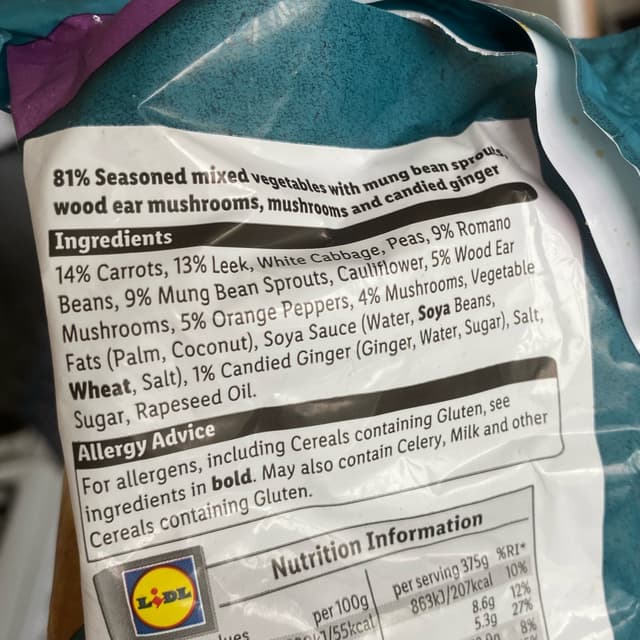 81% Seasoned mixed vegetables with mung bean sprouts,
wood ear mushrooms, mushrooms and candied ginger
Ingredients
14% Carrots, 13% Leek, White Cabbage, Peas, 9% Romano
Beans, 9% Mung Bean Sprouts, Cauliflower, 5% Wood Ear
Mushrooms, 5% Orange Peppers, 4% Mushrooms, Vegetable
Fats (Palm, Coconut), Soya Sauce (Water, Soya Beans,
Wheat, Salt), 1% Candied Ginger (Ginger, Water, Sugar), Salt,
Sugar, Rapeseed Oil.
Allergy Advice
For allergens, including Cereals containing Gluten, see
ingredients in bold. May also contain Celery, Milk and other
Cereals containing Gluten.
LIDL
Nutrition Information
per 100g per serving 375g %RI*
/55kcal 863kJ/207kcal 10%
8.6g 12%
5.3g 27%
8%